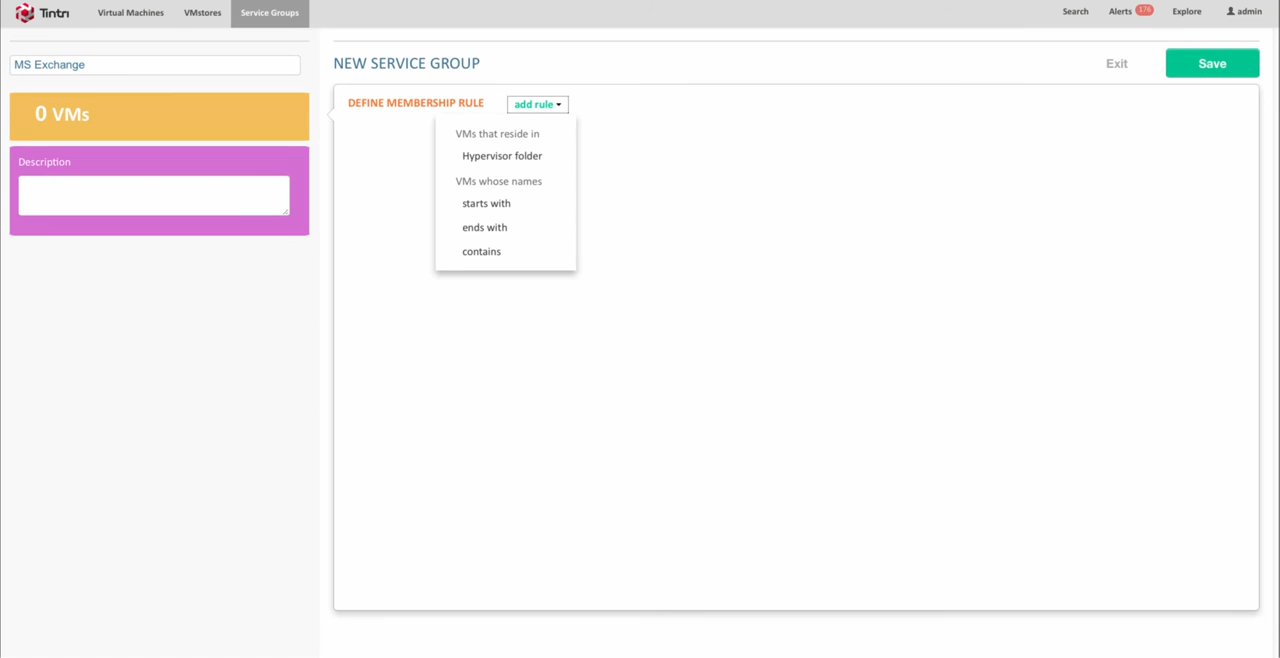 Tintri Virtual Machines VMstores Service Groups Search Alerts 176 Explore admin
MS Exchange
NEW SERVICE GROUP Exit Save
0 VMs
DEFINE MEMBERSHIP RULE add rule
Description
VMs that reside in
Hypervisor folder
VMs whose names
starts with
ends with
contains